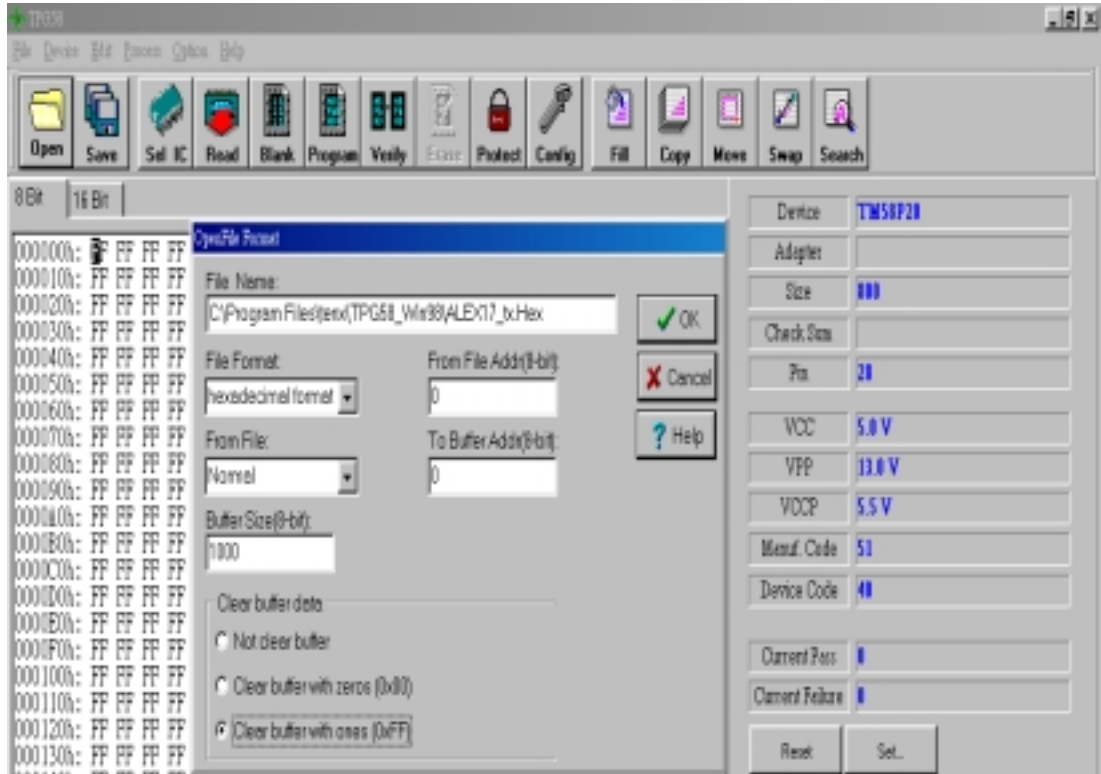 TPG58
File Device Edit Process Option Help
Open Save Sel IC Read Blank Program Verify Erase Protect Config Fill Copy Move Swap Search
8 Bit 16 Bit
OpenFile Format
File Name:
C:\Program Files\tenx\TPG58_Win98\ALEX17_tx.Hex
OK
File Format:
hexadecimal format
From File Addr(8-bit):
0
Cancel
From File:
Normal
To Buffer Addr(8-bit):
0
Help
Buffer Size(8-bit):
1000
Clear buffer data
Not clear buffer
Clear buffer with zeros (0x00)
Clear buffer with ones (0xFF)
000000h: FF FF FF FF
000010h: FF FF FF FF
000020h: FF FF FF FF
000030h: FF FF FF FF
000040h: FF FF FF FF
000050h: FF FF FF FF
000060h: FF FF FF FF
000070h: FF FF FF FF
000080h: FF FF FF FF
000090h: FF FF FF FF
0000A0h: FF FF FF FF
0000B0h: FF FF FF FF
0000C0h: FF FF FF FF
0000D0h: FF FF FF FF
0000E0h: FF FF FF FF
0000F0h: FF FF FF FF
000100h: FF FF FF FF
000110h: FF FF FF FF
000120h: FF FF FF FF
000130h: FF FF FF FF
Device TM58P20
Adapter
Size 800
Check Sum
Pin 28
VCC 5.0 V
VPP 13.0 V
VCCP 5.5 V
Manuf. Code 51
Device Code 40
Current Pass 0
Current Failure 0
Reset Set...